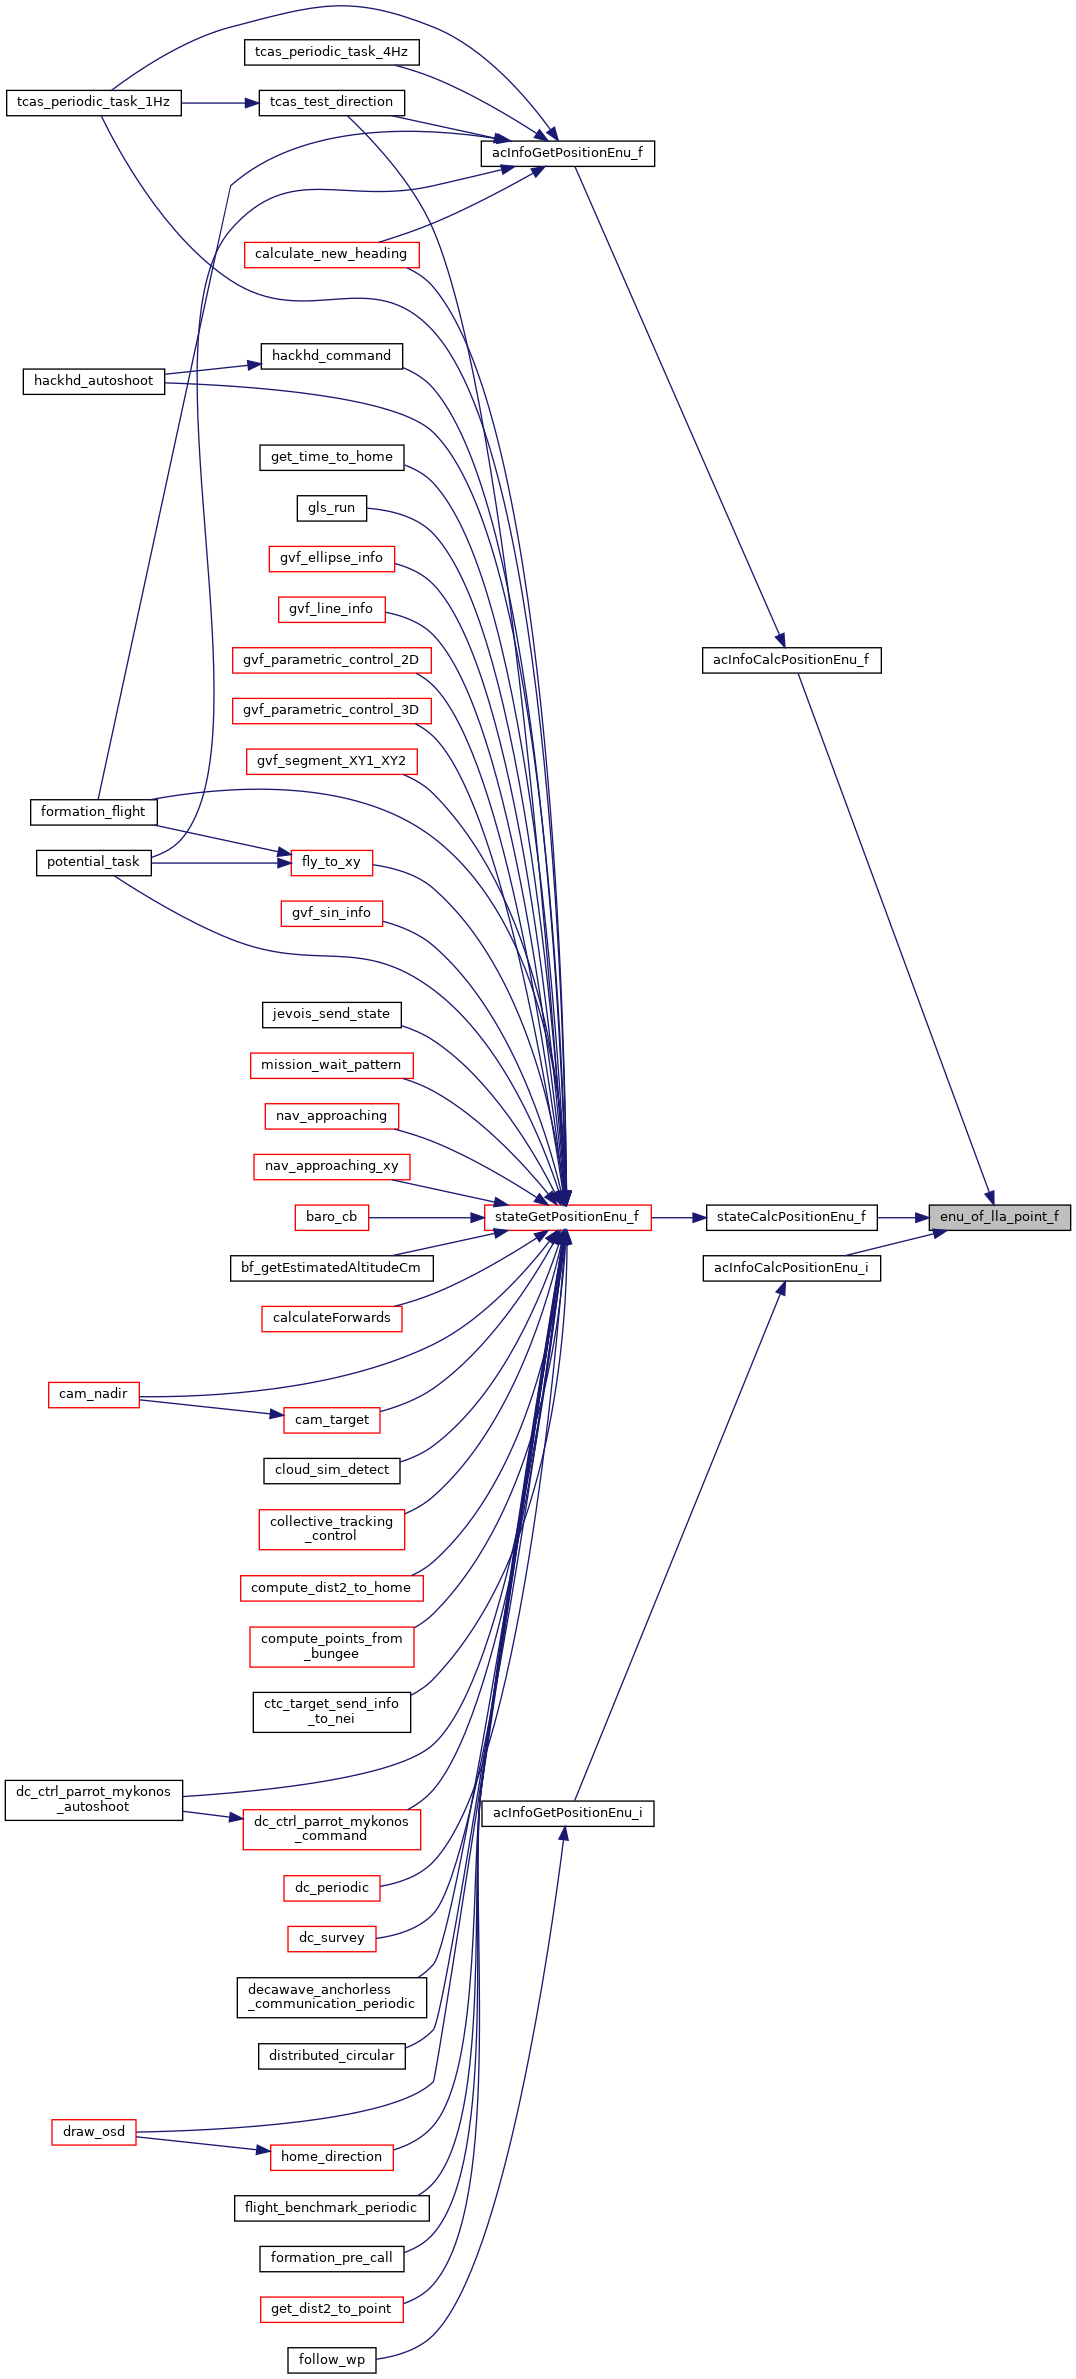 tcas_periodic_task_4Hz
tcas_periodic_task_1Hz
tcas_test_direction
acInfoGetPositionEnu_f
calculate_new_heading
hackhd_command
hackhd_autoshoot
get_time_to_home
gls_run
gvf_ellipse_info
gvf_line_info
gvf_parametric_control_2D
acInfoCalcPositionEnu_f
gvf_parametric_control_3D
gvf_segment_XY1_XY2
formation_flight
potential_task
fly_to_xy
gvf_sin_info
jevois_send_state
mission_wait_pattern
nav_approaching
nav_approaching_xy
baro_cb
stateGetPositionEnu_f
stateCalcPositionEnu_f
enu_of_lla_point_f
bf_getEstimatedAltitudeCm
acInfoCalcPositionEnu_i
calculateForwards
cam_nadir
cam_target
cloud_sim_detect
collective_tracking
_control
compute_dist2_to_home
compute_points_from
_bungee
ctc_target_send_info
_to_nei
dc_ctrl_parrot_mykonos
_autoshoot
dc_ctrl_parrot_mykonos
_command
acInfoGetPositionEnu_i
dc_periodic
dc_survey
decawave_anchorless
_communication_periodic
distributed_circular
draw_osd
home_direction
flight_benchmark_periodic
formation_pre_call
get_dist2_to_point
follow_wp